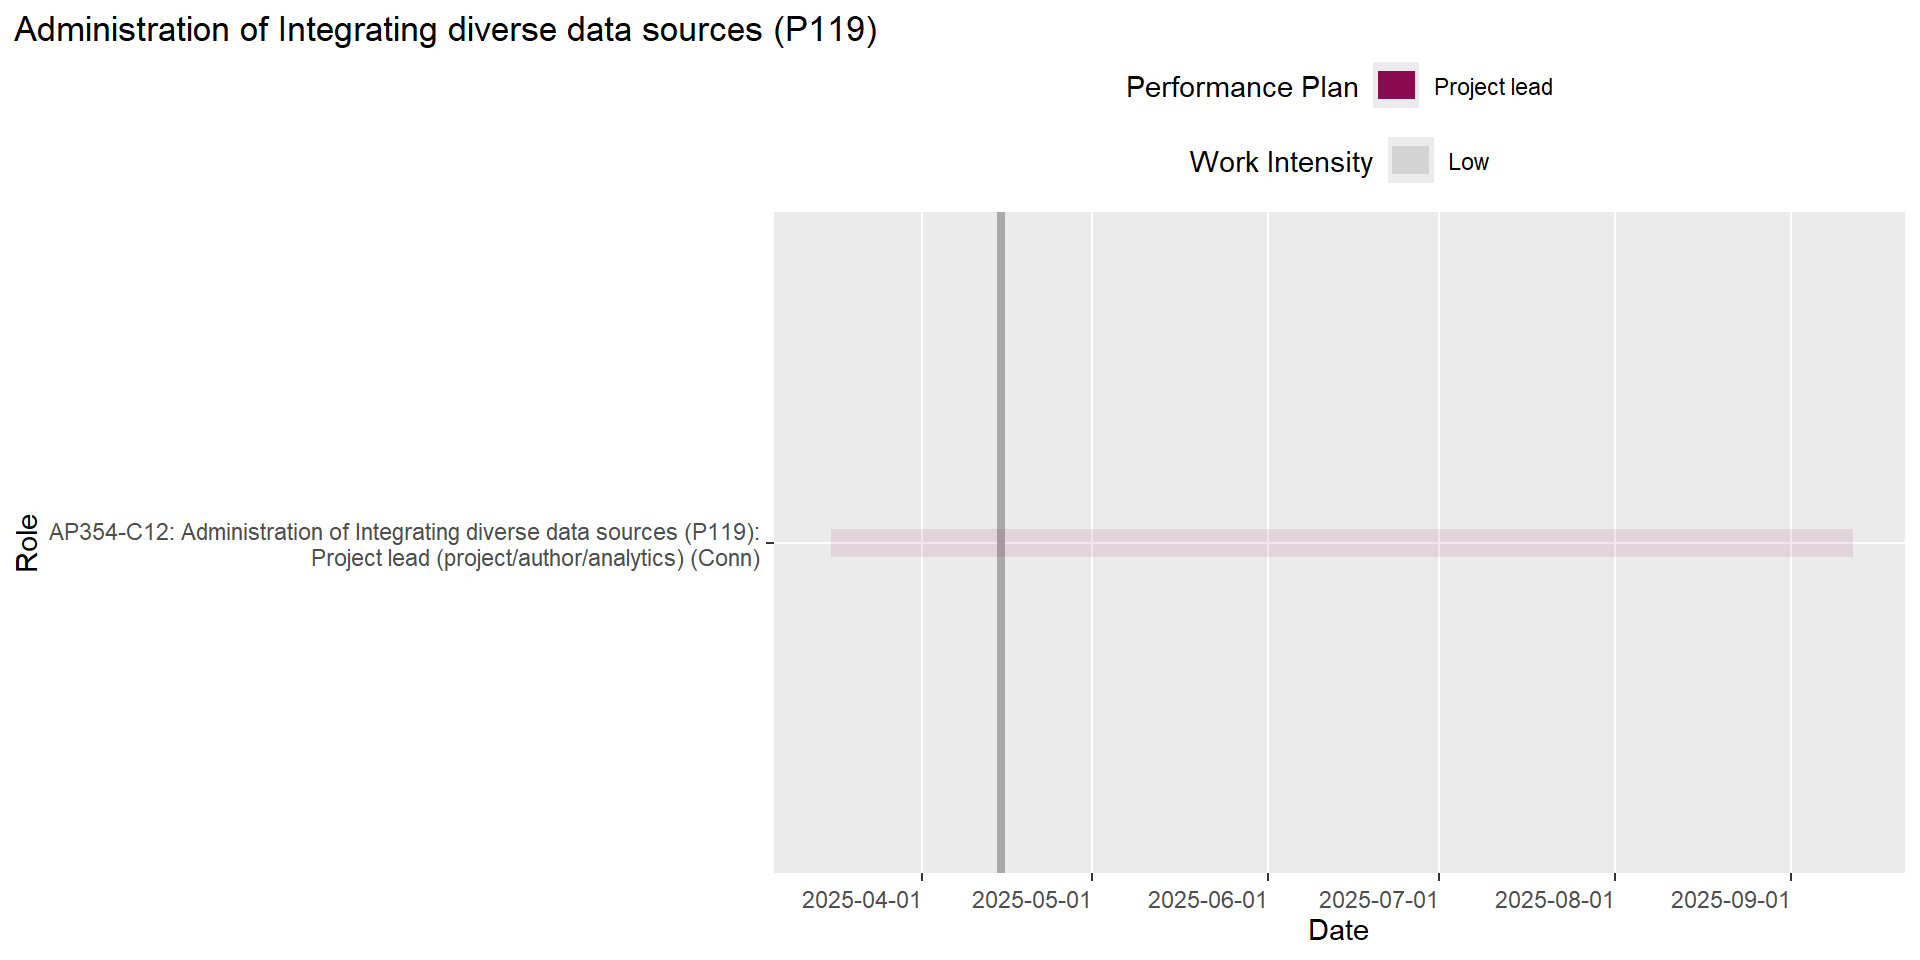 Administration of Integrating diverse data sources (P119)
Performance Plan
Project lead
Work Intensity
Low
Role
AP354-C12: Administration of Integrating diverse data sources (P119):
Project lead (project/author/analytics) (Conn)
2025-04-01
2025-05-01
2025-06-01
2025-07-01
2025-08-01
2025-09-01
Date